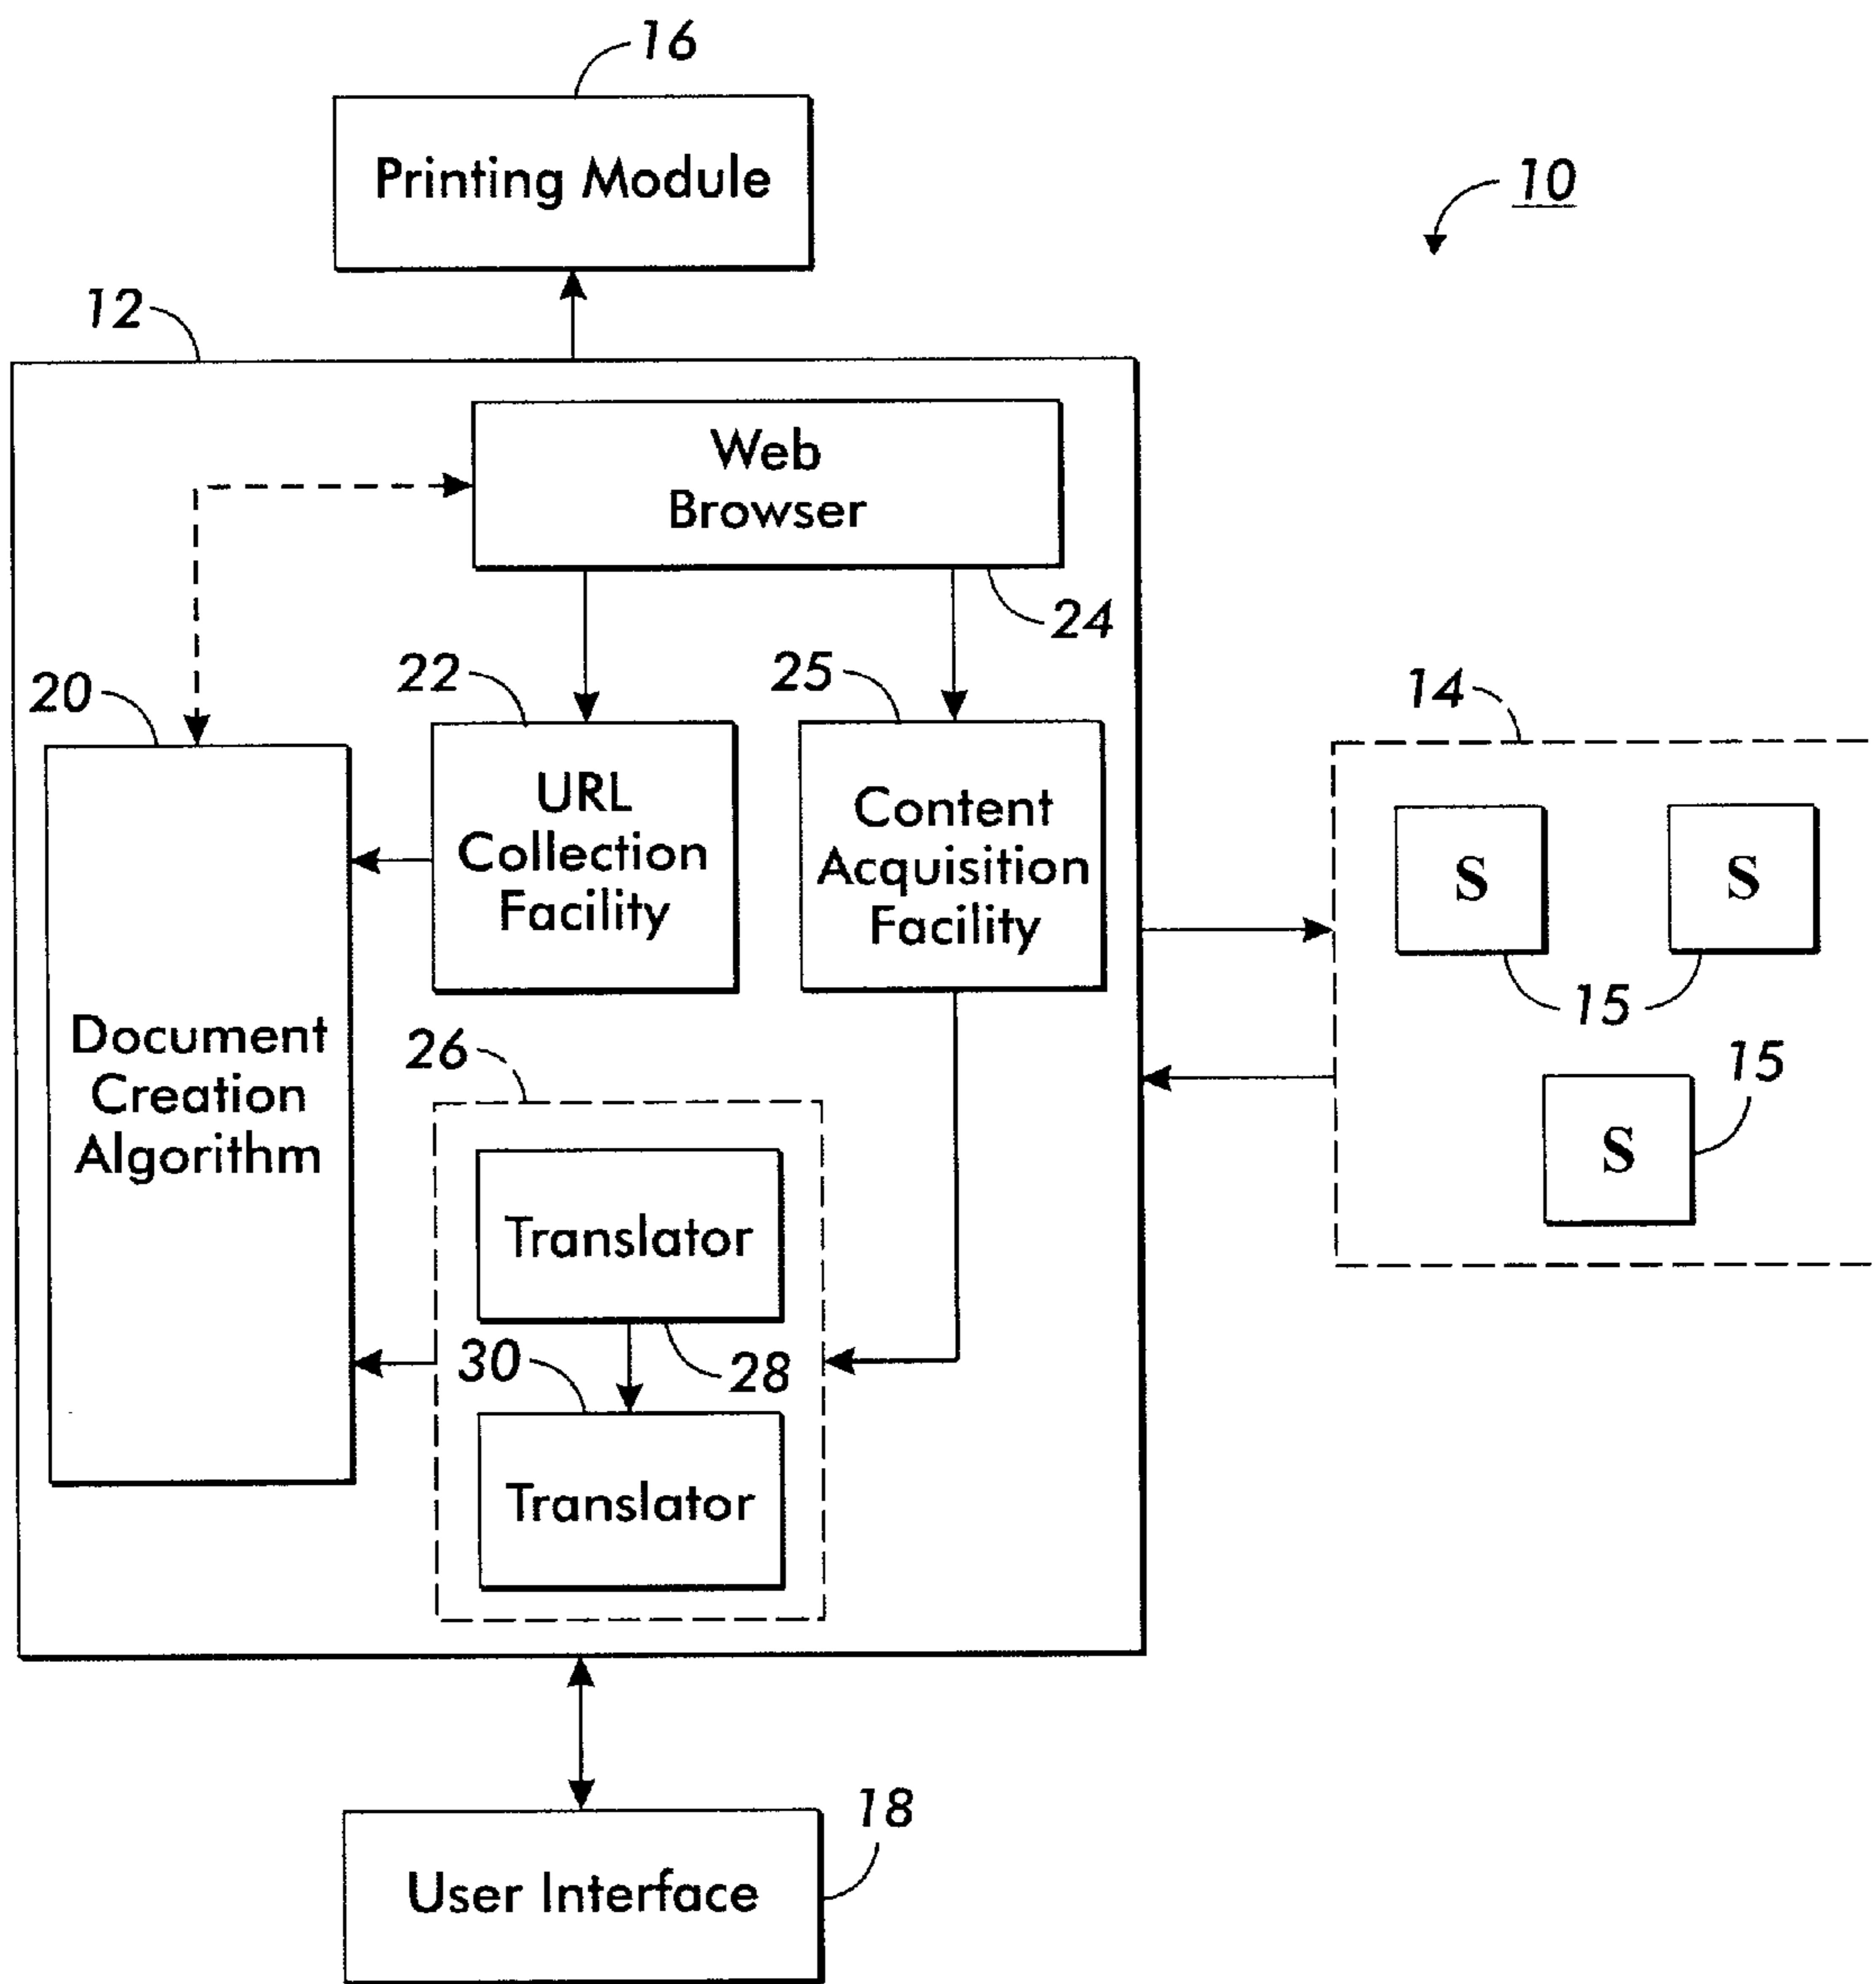 16
Printing Module
10
12
Web
Browser
24
22
25
20
14
URL
Collection
Facility
Content
Acquisition
Facility
S
S
15
Document
Creation
Algorithm
26
15
S
Translator
30
28
Translator
18
User Interface